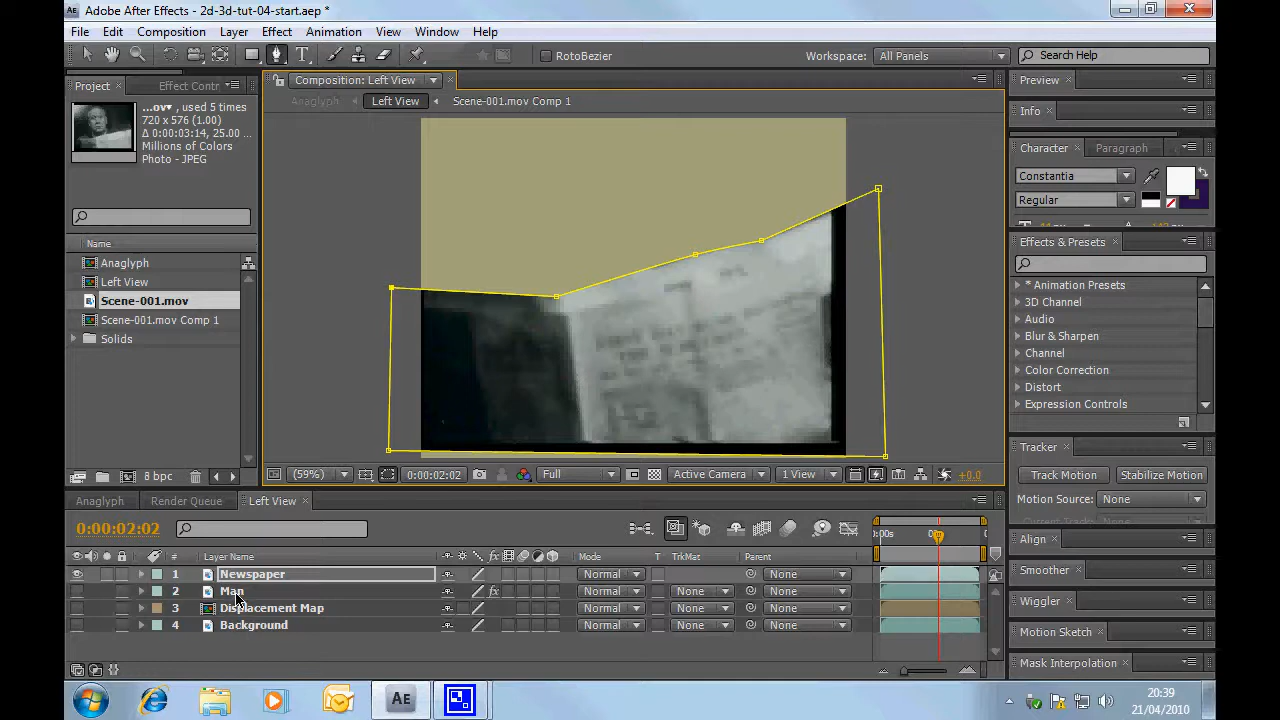 Adobe After Effects - 2d-3d-tut-04-start.aep *
File Edit Composition Layer Effect Animation View Window Help
RotoBezier Workspace: All Panels Search Help
Project Effect Contr
Composition: Left View
Preview
Anaglyph Left View Scene-001.mov Comp 1
...ov▾ , used 5 times
720 x 576 (1.00)
Δ 0:00:03:14, 25.00 ...
Millions of Colors
Photo - JPEG
Info
Character Paragraph
Constantia
Regular
Name
Anaglyph
Left View
Scene-001.mov
Scene-001.mov Comp 1
Solids
Effects & Presets
* Animation Presets
3D Channel
Audio
Blur & Sharpen
Channel
Color Correction
Distort
Expression Controls
8 bpc
(59%) 0:00:02:02 Full Active Camera 1 View +0.0
Tracker
Track Motion Stabilize Motion
Motion Source: None
Anaglyph Render Queue Left View
0:00:02:02
# Layer Name Mode T TrkMat Parent
1 Newspaper Normal None
2 Man Normal None None
3 Displacement Map Normal None None
4 Background Normal None None
Align
Smoother
Wiggler
Motion Sketch
Mask Interpolation
20:39
21/04/2010